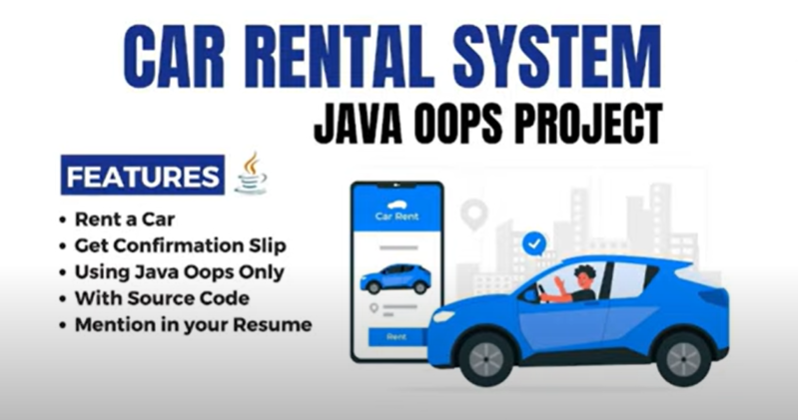 CAR RENTAL SYSTEM
JAVA OOPS PROJECT
FEATURES
• Rent a Car
• Get Confirmation Slip
• Using Java Oops Only
• With Source Code
• Mention in your Resume
Car Rent
Rent